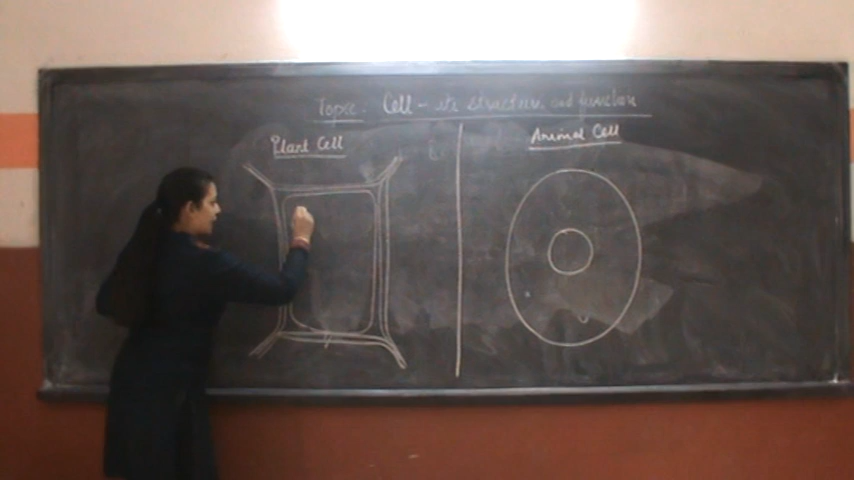 Topic. Cell - its structure and function
Plant Cell
Animal Cell